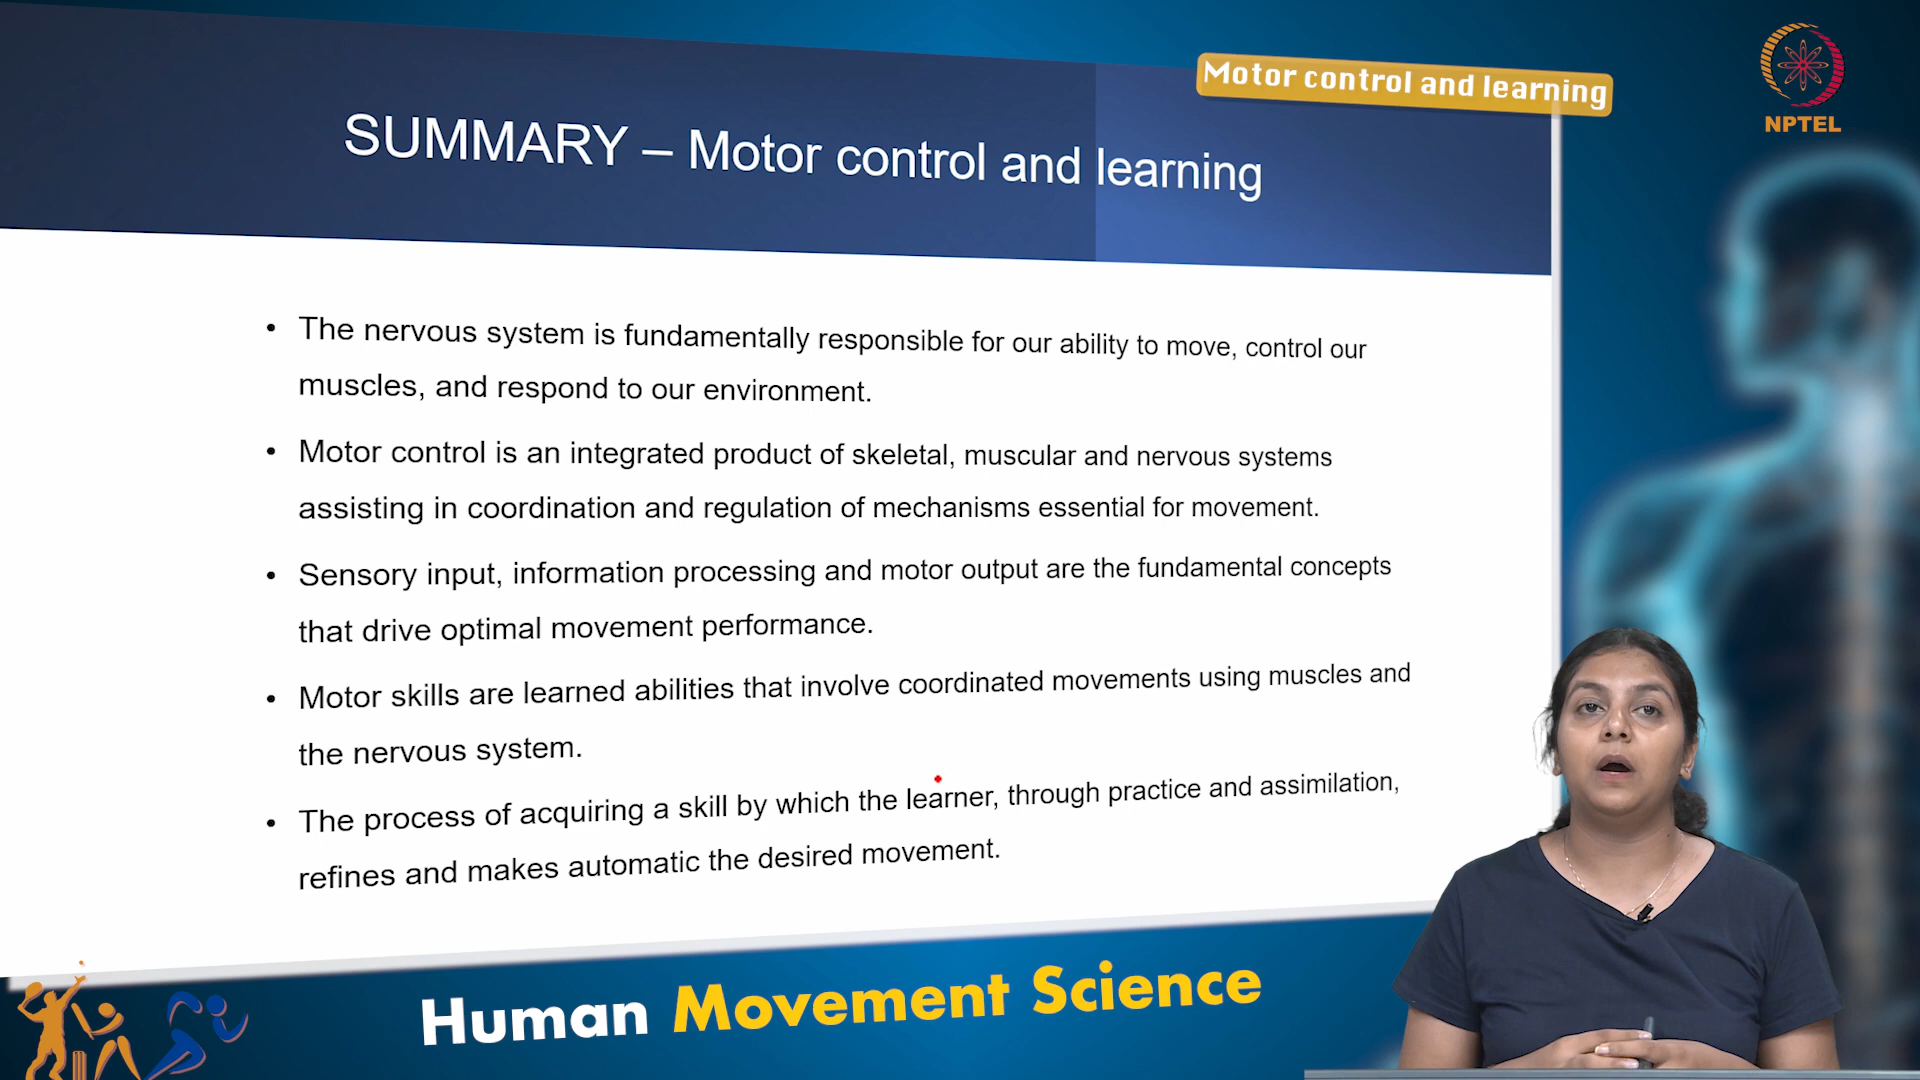 Motor control and learning
NPTEL
SUMMARY – Motor control and learning
• The nervous system is fundamentally responsible for our ability to move, control our
muscles, and respond to our environment.
• Motor control is an integrated product of skeletal, muscular and nervous systems
assisting in coordination and regulation of mechanisms essential for movement.
• Sensory input, information processing and motor output are the fundamental concepts
that drive optimal movement performance.
• Motor skills are learned abilities that involve coordinated movements using muscles and
the nervous system.
• The process of acquiring a skill by which the learner, through practice and assimilation,
refines and makes automatic the desired movement.
Human Movement Science